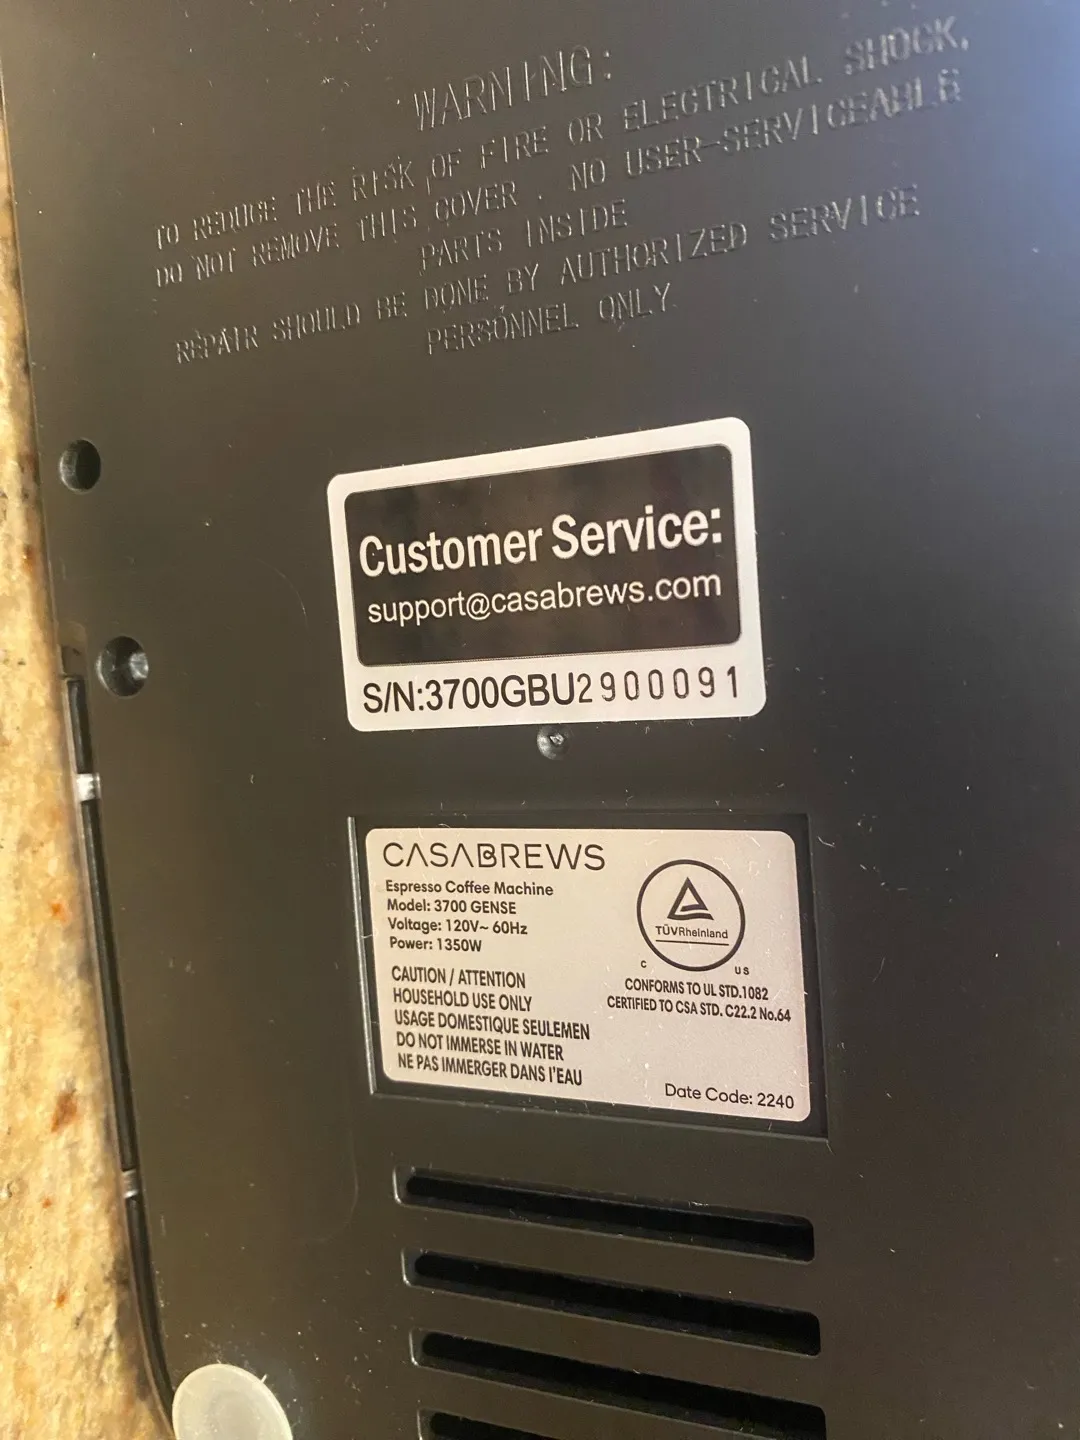 WARNING:
TO REDUCE THE RISK OF FIRE OR ELECTRICAL SHOCK,
DO NOT REMOVE THIS COVER . NO USER-SERVICEABLE
PARTS INSIDE
REPAIR SHOULD BE DONE BY AUTHORIZED SERVICE
PERSONNEL ONLY
Customer Service:
support@casabrews.com
S/N:3700GBU2900091
CASABREWS
Espresso Coffee Machine
Model: 3700 GENSE
Voltage: 120V~ 60Hz
Power: 1350W
CAUTION / ATTENTION
HOUSEHOLD USE ONLY
USAGE DOMESTIQUE SEULEMEN
DO NOT IMMERSE IN WATER
NE PAS IMMERGER DANS l'EAU
TÜVRheinland
C US
CONFORMS TO UL STD.1082
CERTIFIED TO CSA STD. C22.2 No.64
Date Code: 2240